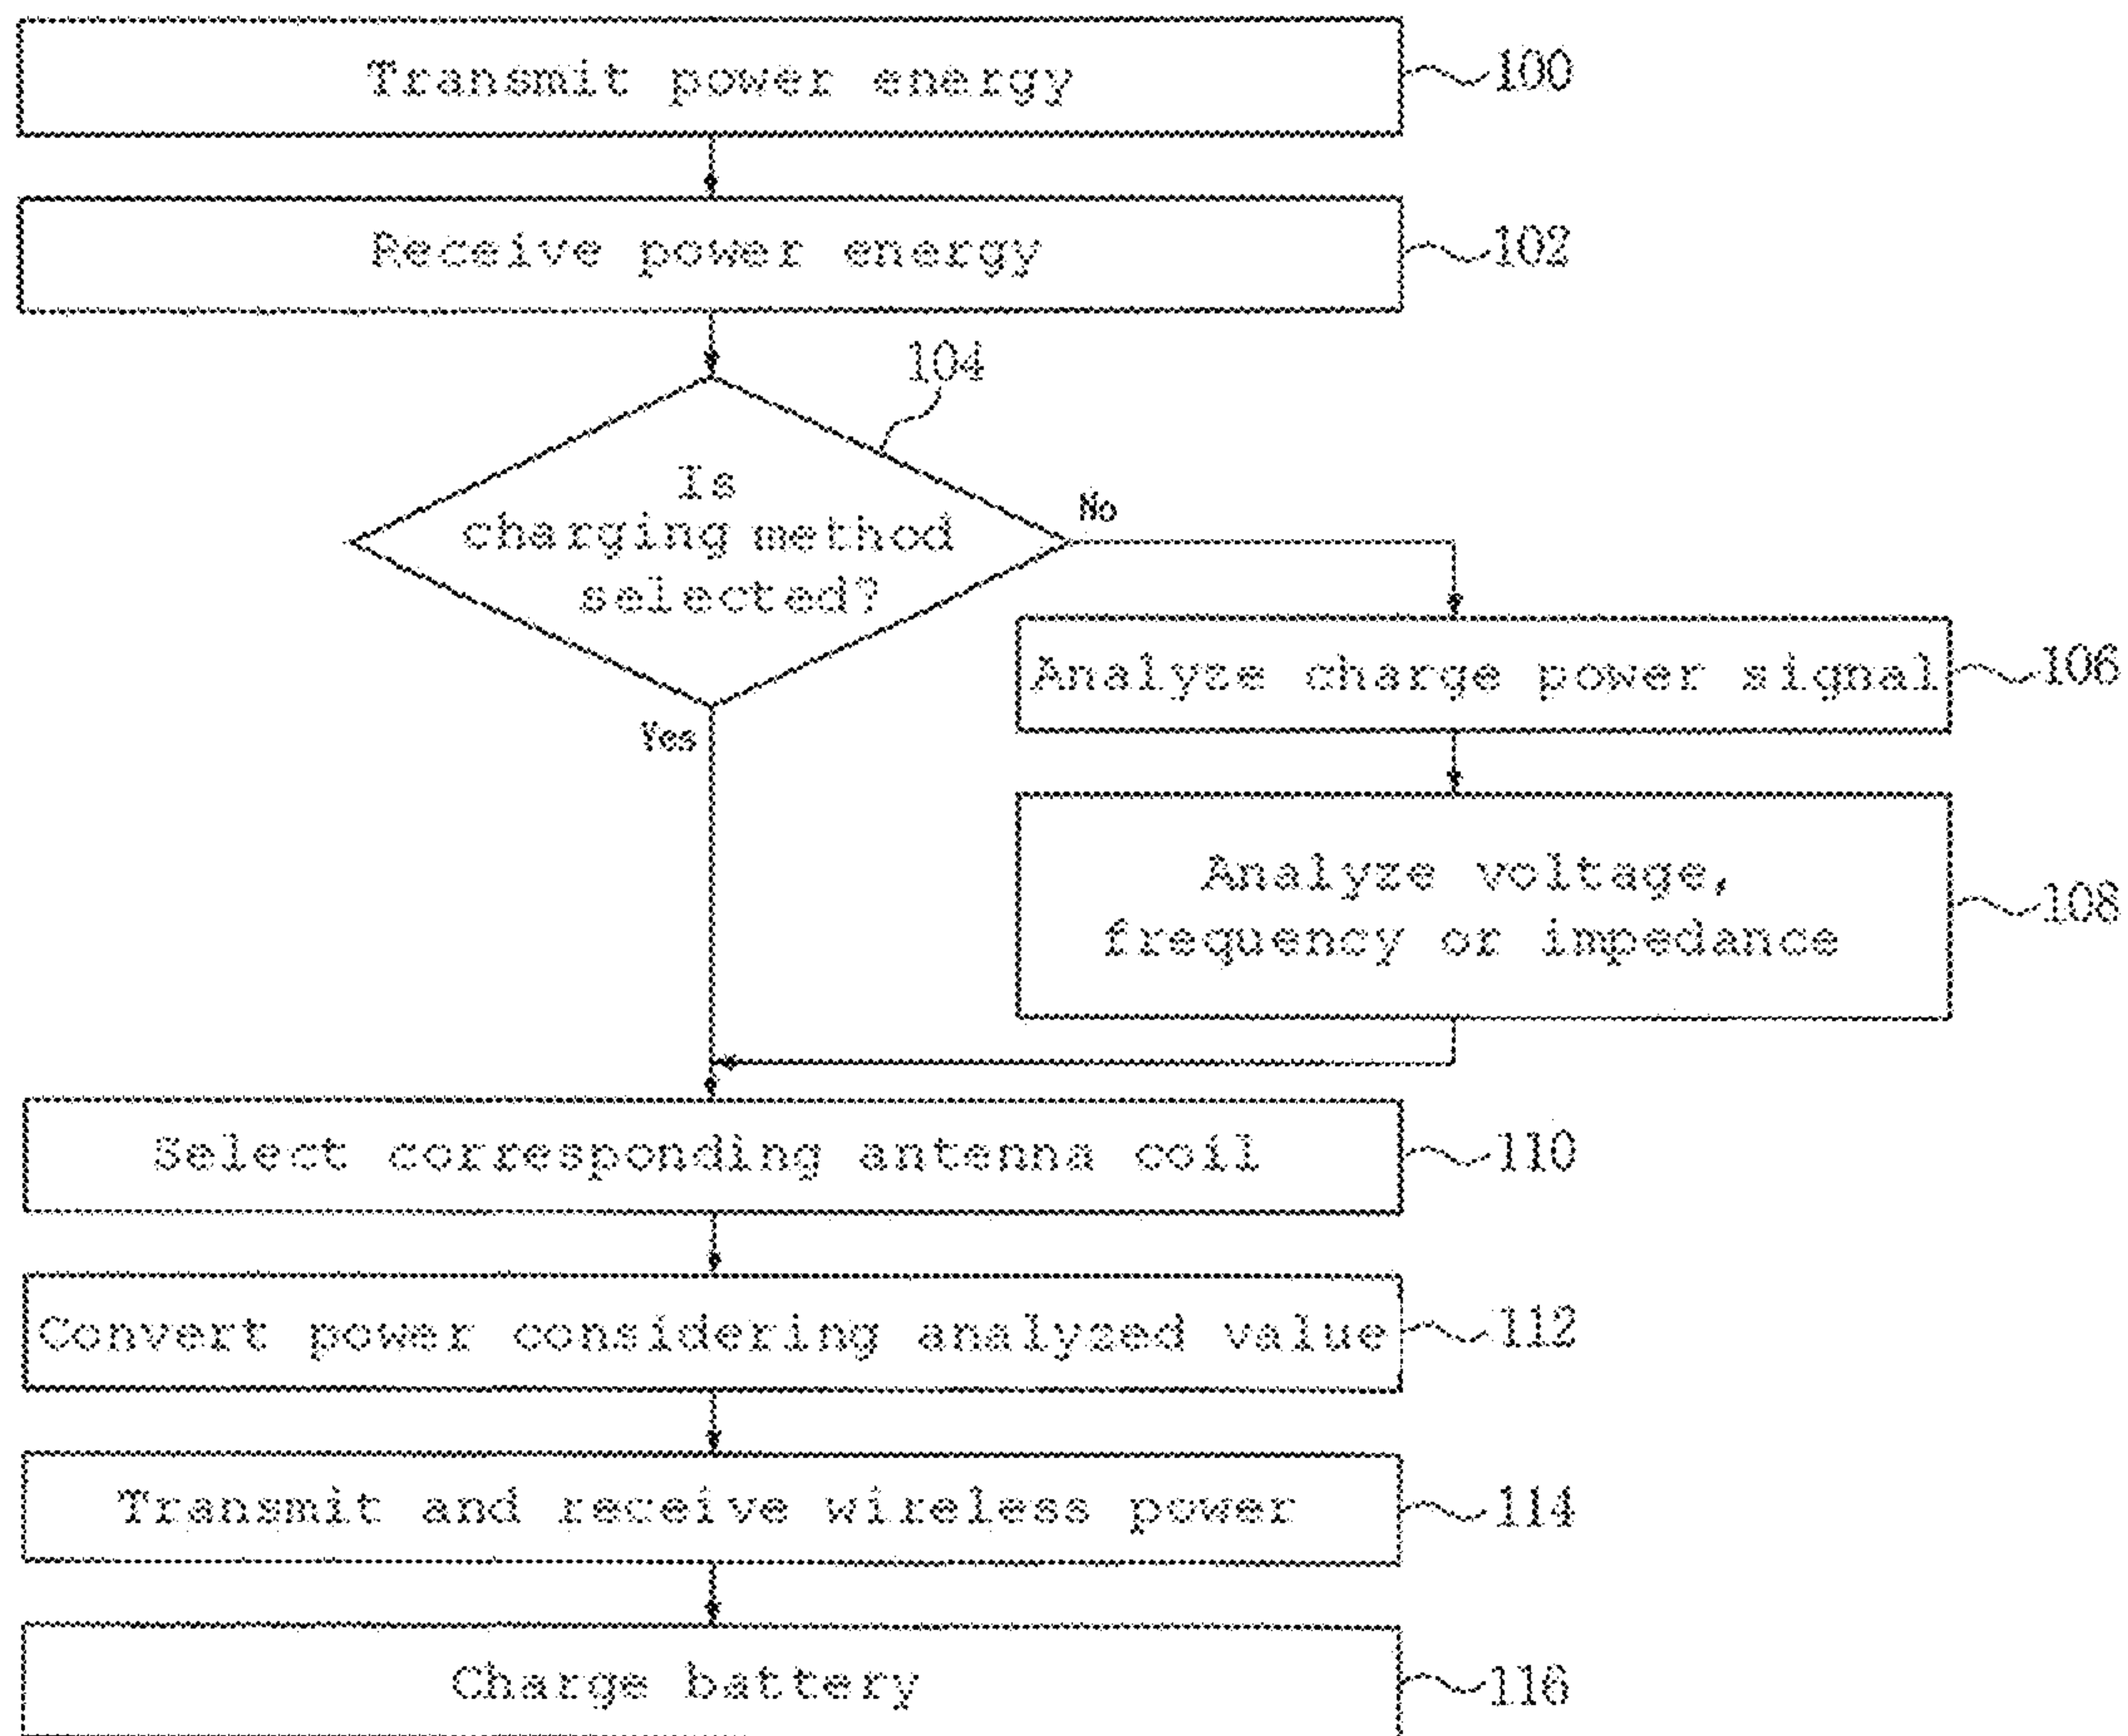 Transmit power energy 100
Receive power energy 102
104
Is
charging method
selected?
No
Yes
Analyze charge power signal 106
Analyze voltage,
frequency or impedance
108
Select corresponding antenna coil 110
Convert power considering analyzed value 112
Transmit and receive wireless power 114
Charge battery 116